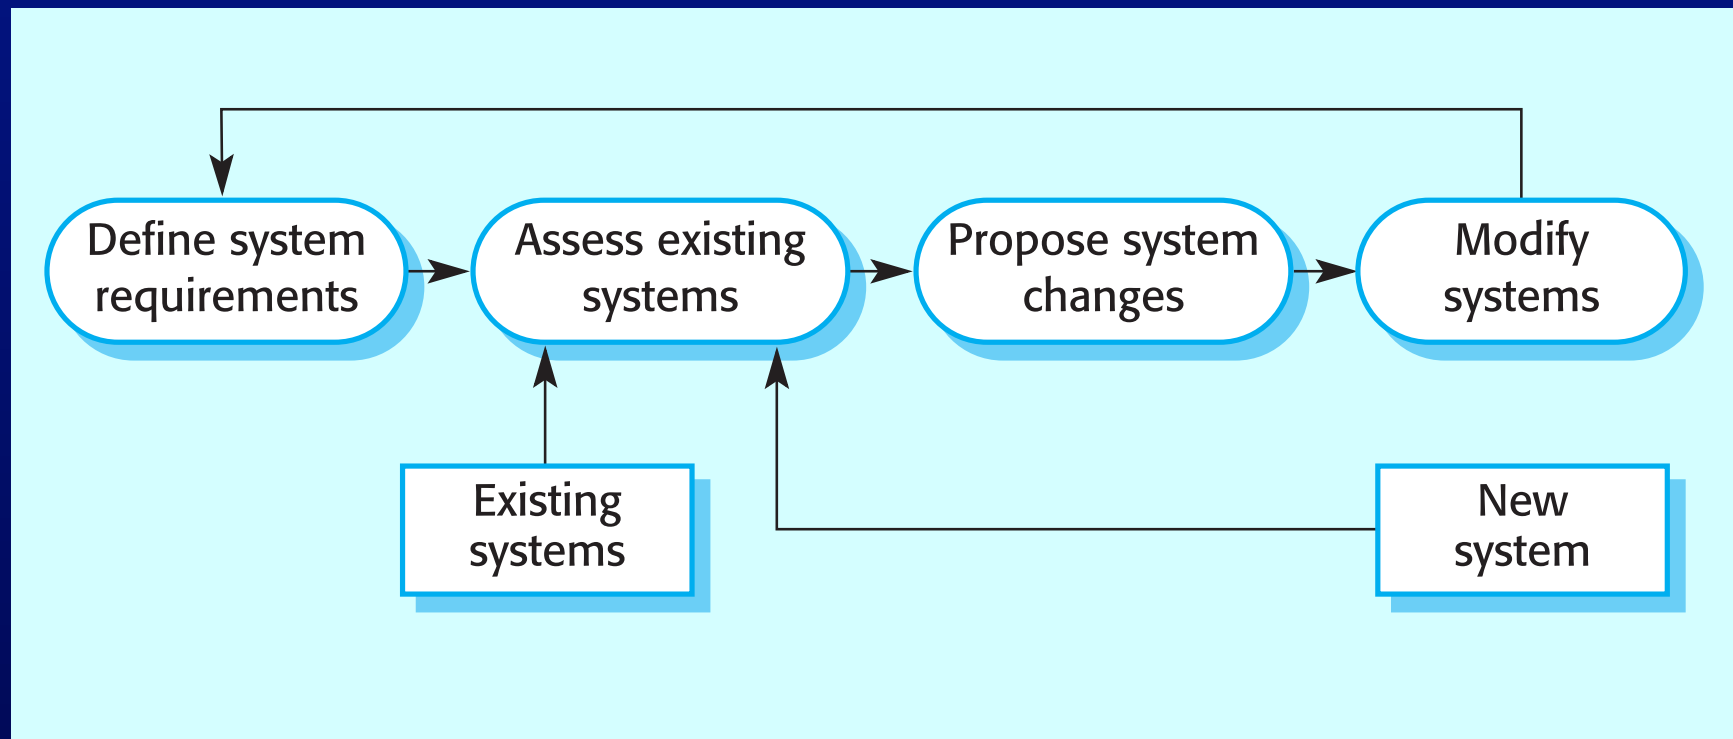 Define system
requirements
Assess existing
systems
Propose system
changes
Modify
systems
Existing
systems
New
system